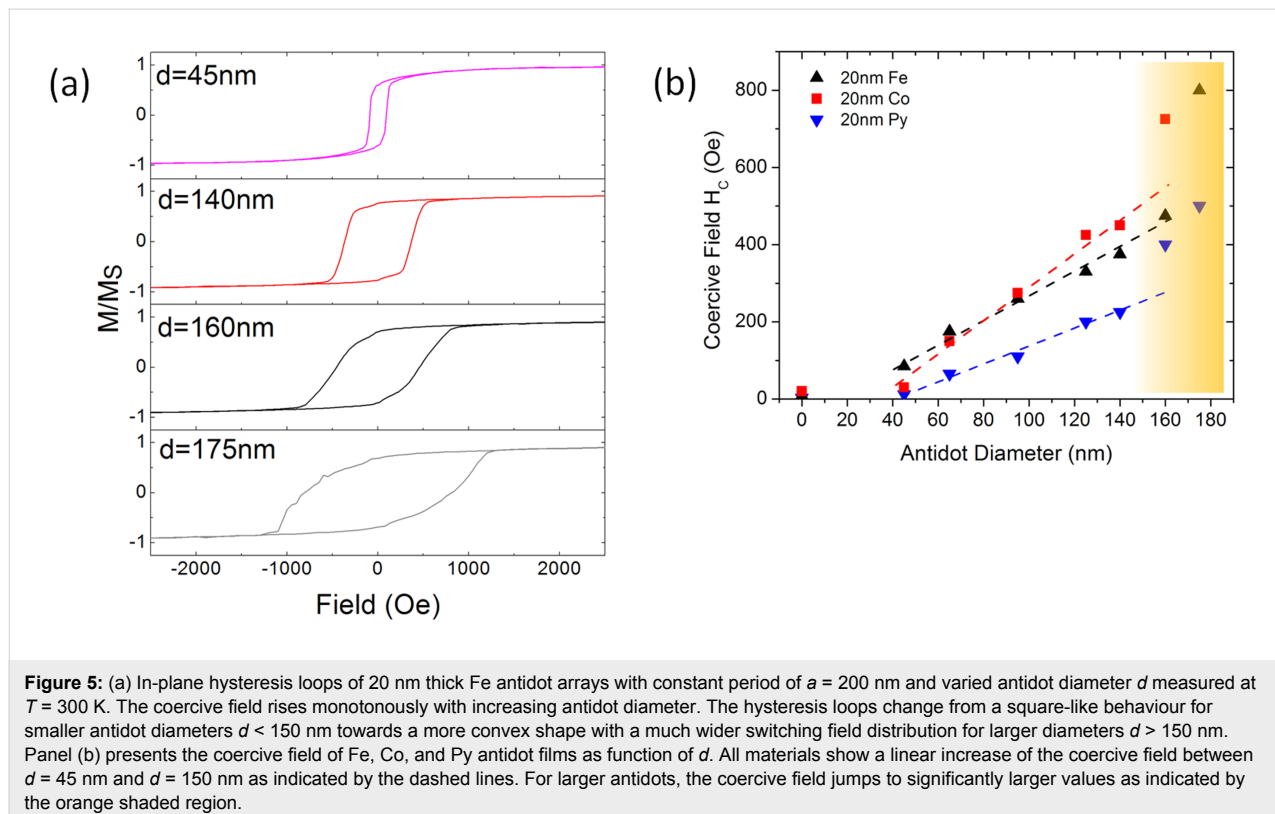 (a)
d=45nm
1
0
-1
d=140nm
1
0
-1
d=160nm
1
0
-1
d=175nm
1
0
-1
M/Ms
-2000 -1000 0 1000 2000
Field (Oe)
(b)
20nm Fe
20nm Co
20nm Py
800
600
400
200
0
Coercive Field H_C (Oe)
0 20 40 60 80 100 120 140 160 180
Antidot Diameter (nm)
Figure 5: (a) In-plane hysteresis loops of 20 nm thick Fe antidot arrays with constant period of a = 200 nm and varied antidot diameter d measured at
T = 300 K. The coercive field rises monotonously with increasing antidot diameter. The hysteresis loops change from a square-like behaviour for
smaller antidot diameters d < 150 nm towards a more convex shape with a much wider switching field distribution for larger diameters d > 150 nm.
Panel (b) presents the coercive field of Fe, Co, and Py antidot films as function of d. All materials show a linear increase of the coercive field between
d = 45 nm and d = 150 nm as indicated by the dashed lines. For larger antidots, the coercive field jumps to significantly larger values as indicated by
the orange shaded region.